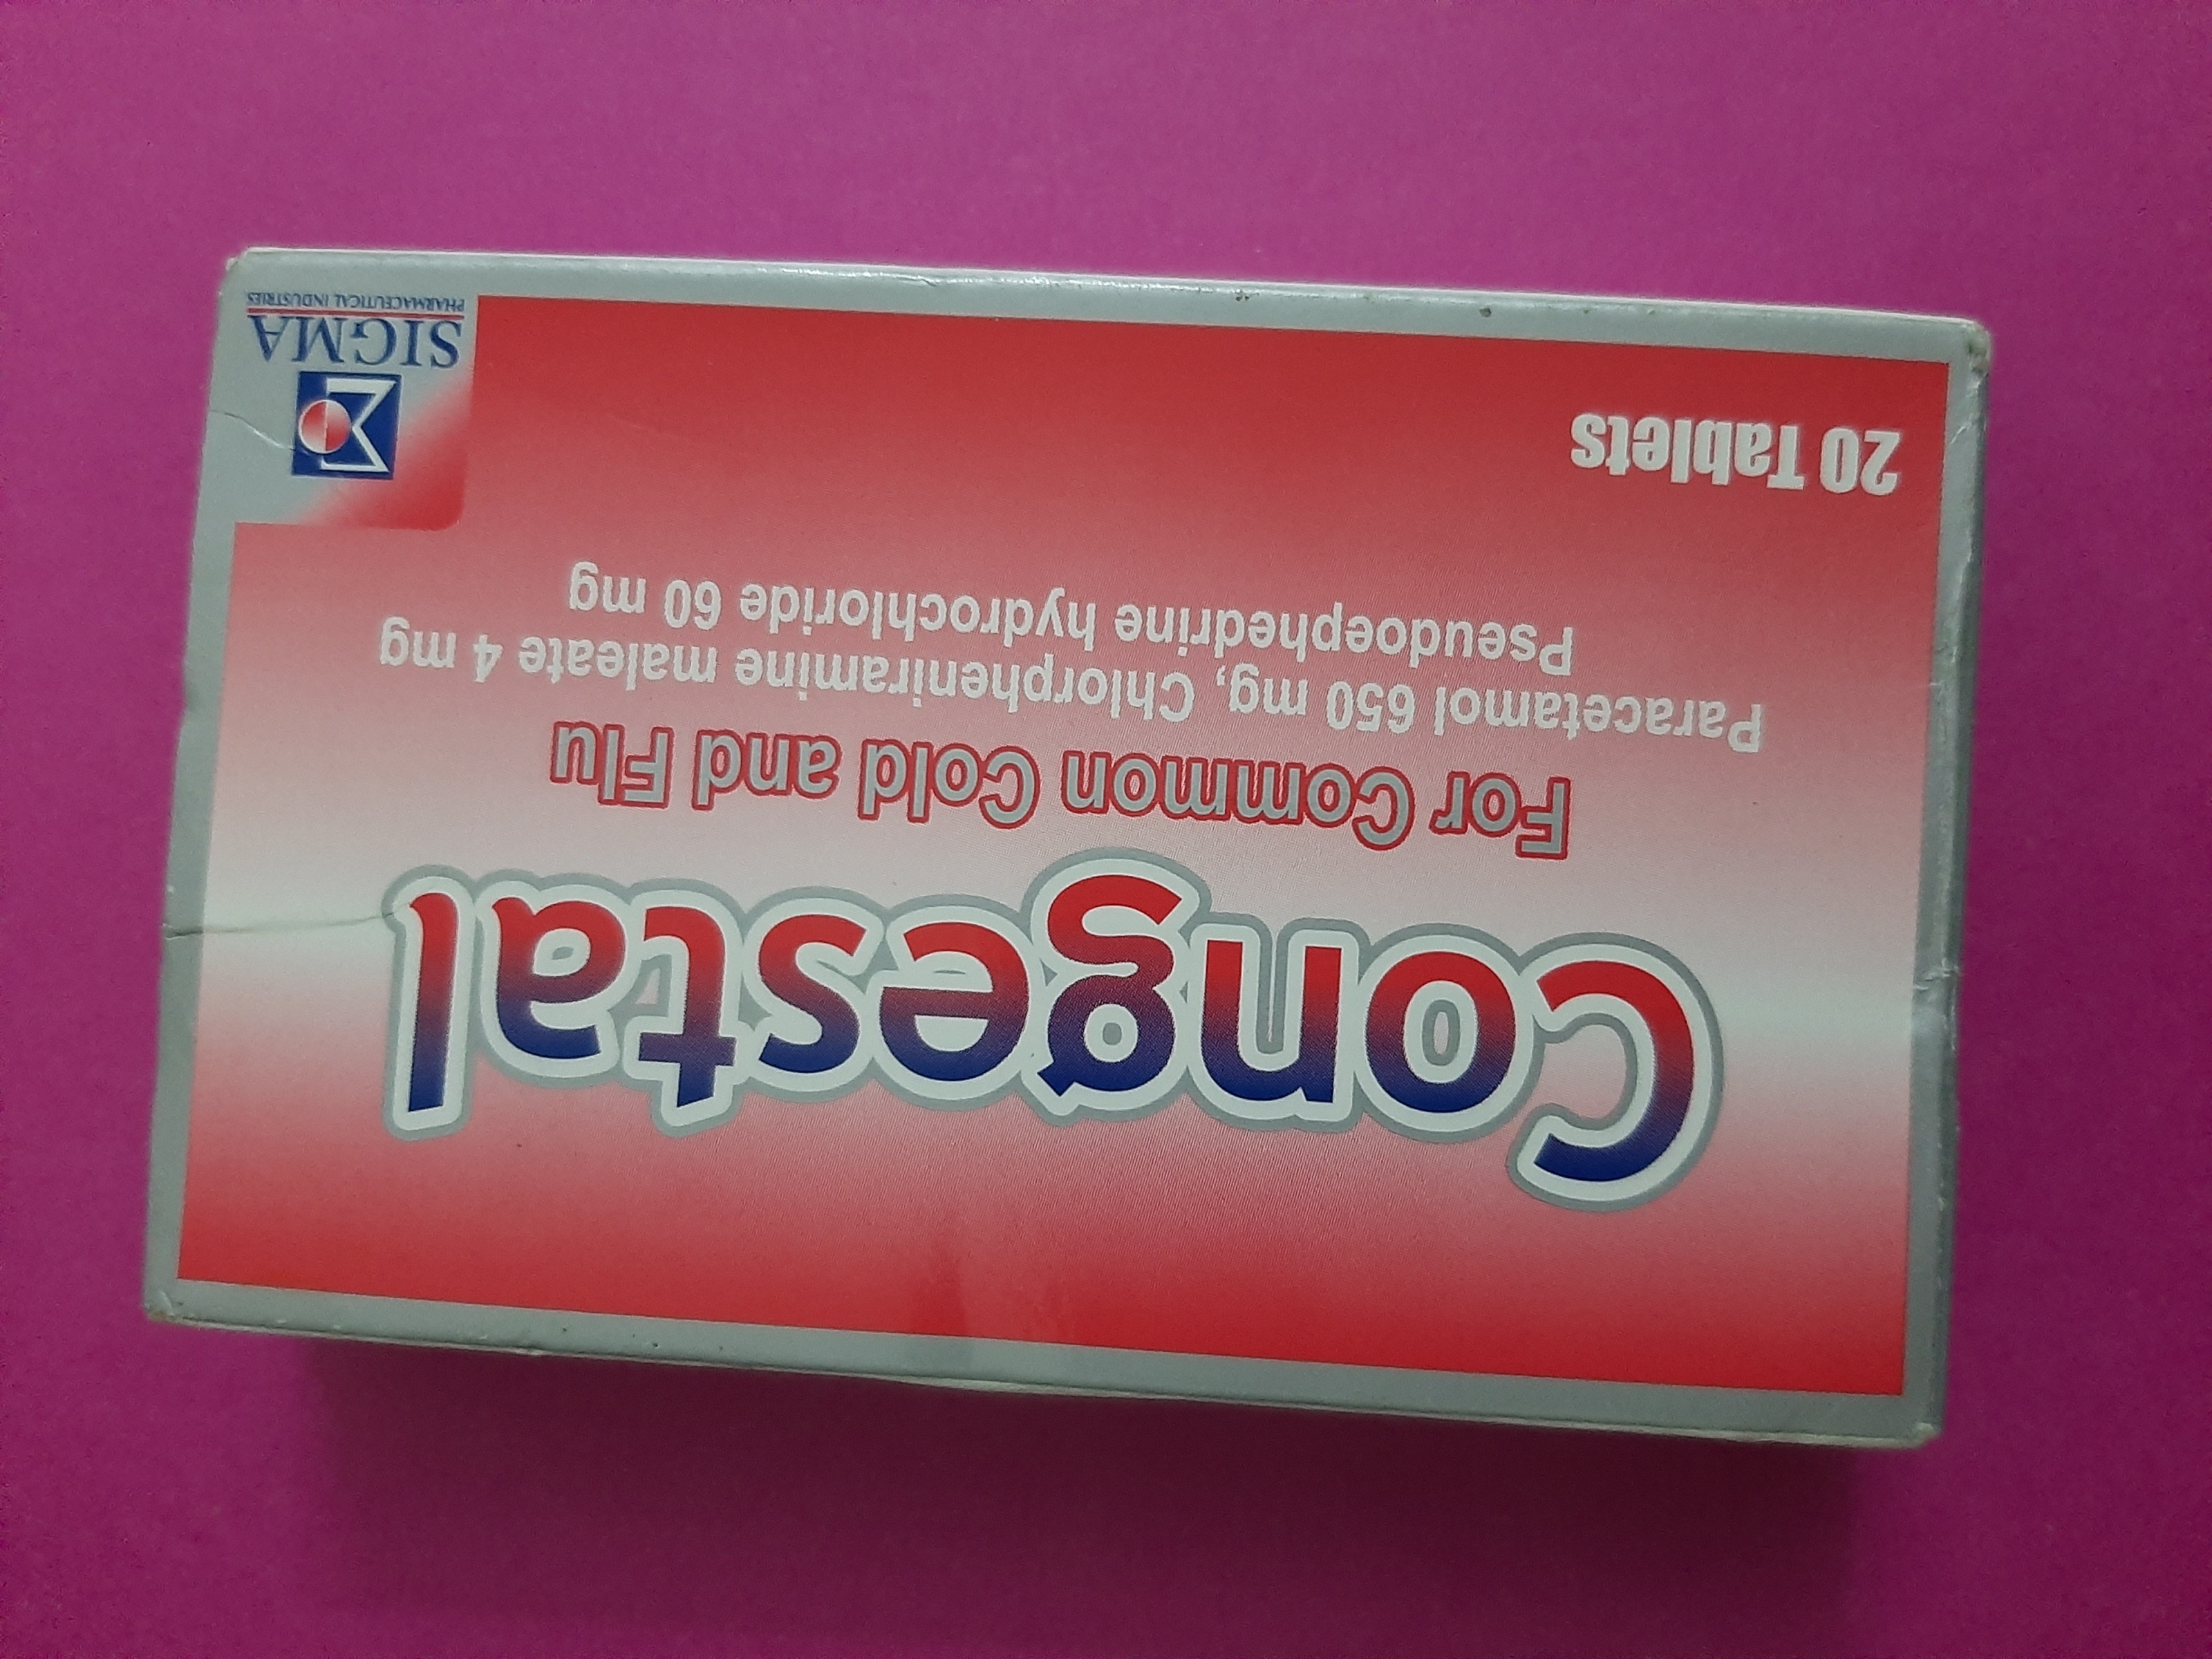 Congestal
For Common Cold and Flu
Paracetamol 650 mg, Chlorpheniramine maleate 4 mg
Pseudoephedrine hydrochloride 60 mg
20 Tablets
SIGMA
PHARMACEUTICAL INDUSTRIES